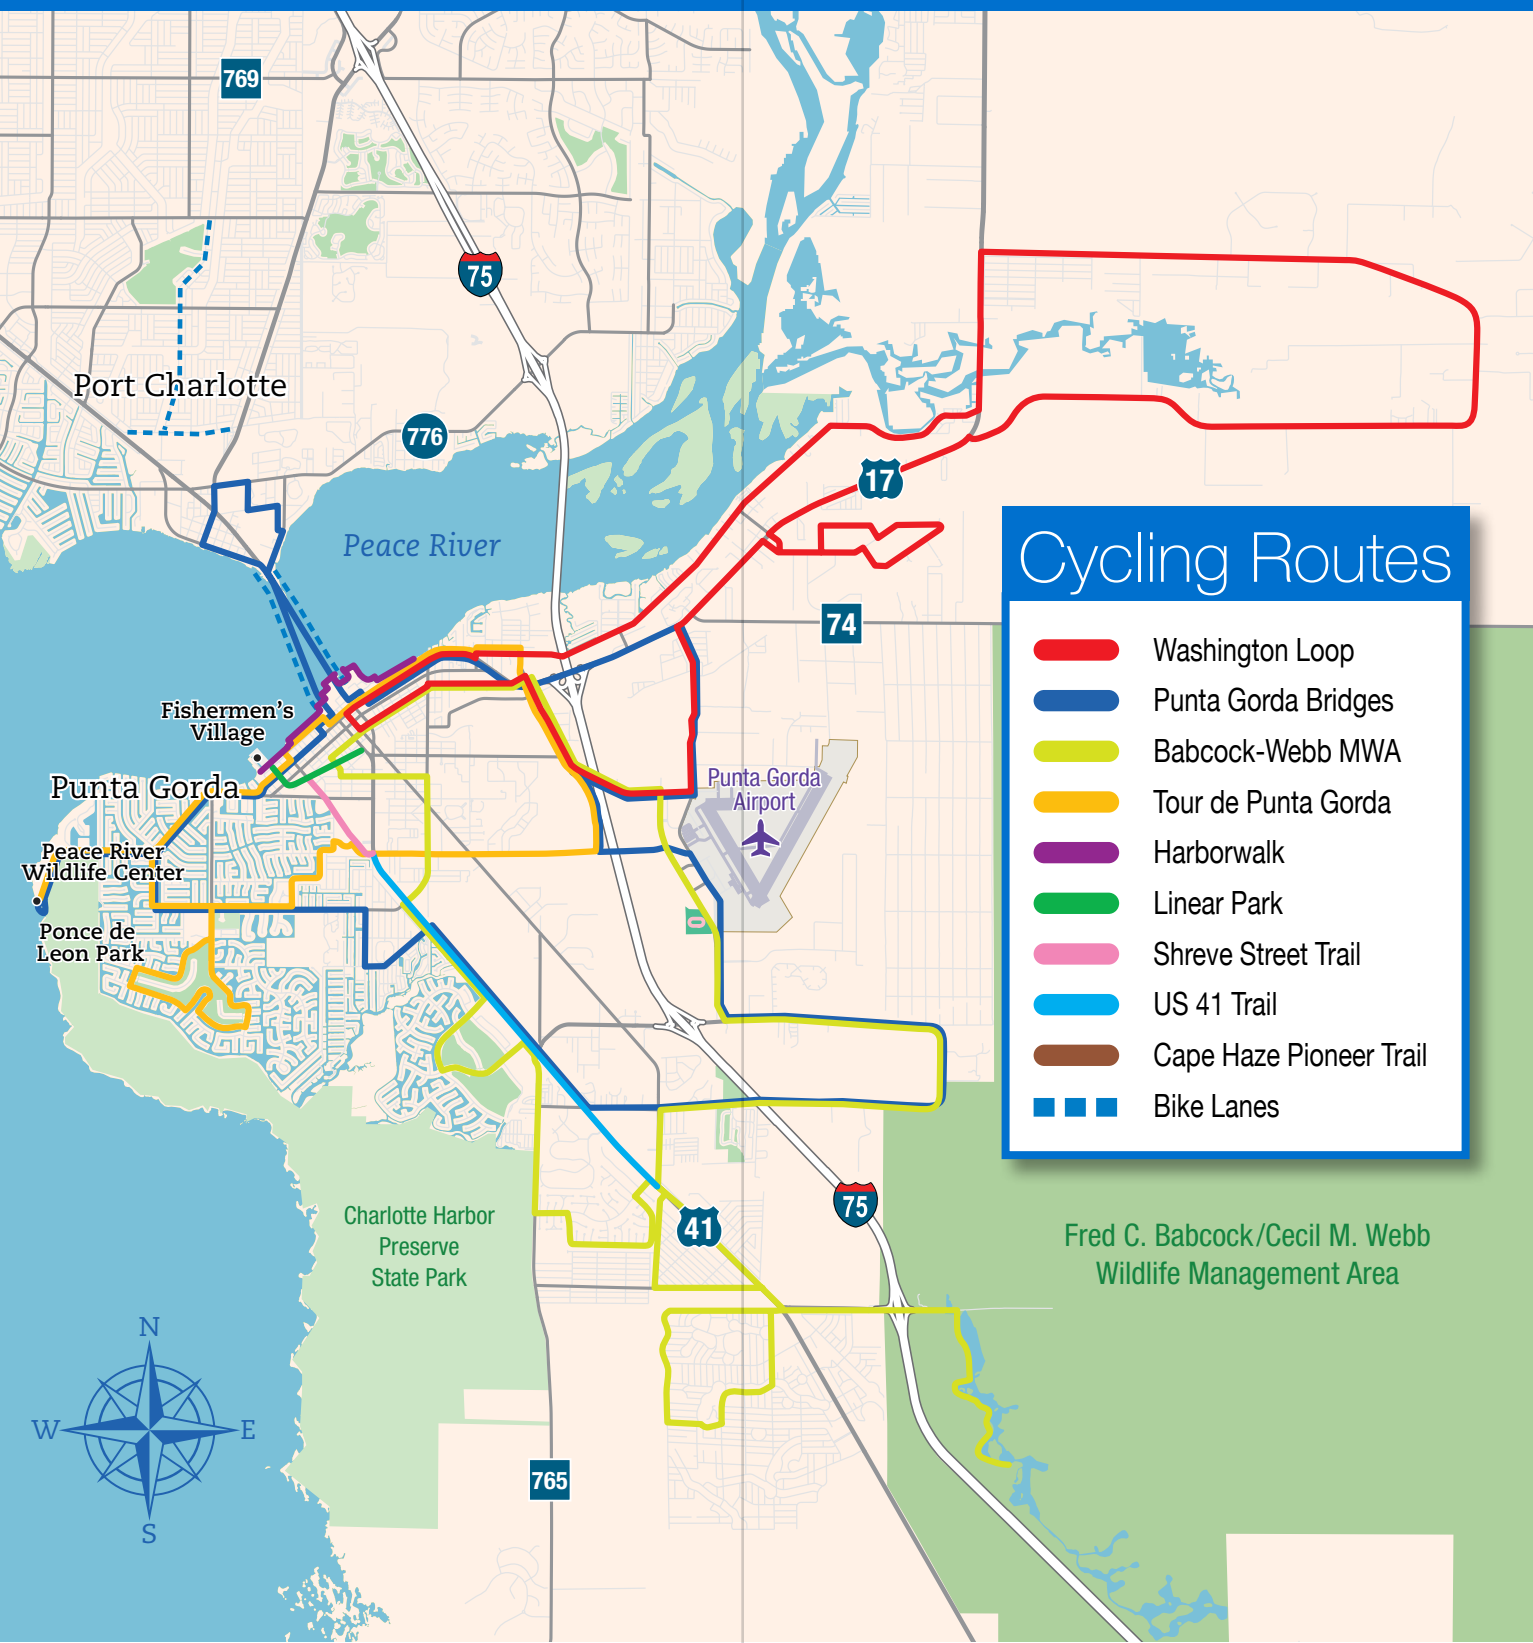 769
75
Port Charlotte
776
17
Peace River
Cycling Routes
Washington Loop
Punta Gorda Bridges
Babcock-Webb MWA
Tour de Punta Gorda
Harborwalk
Linear Park
Shreve Street Trail
US 41 Trail
Cape Haze Pioneer Trail
Bike Lanes
74
Fishermen's
Village
Punta Gorda
Punta Gorda
Airport
Peace River
Wildlife Center
Ponce de
Leon Park
75
41
Charlotte Harbor
Preserve
State Park
Fred C. Babcock/Cecil M. Webb
Wildlife Management Area
N
W
E
S
765